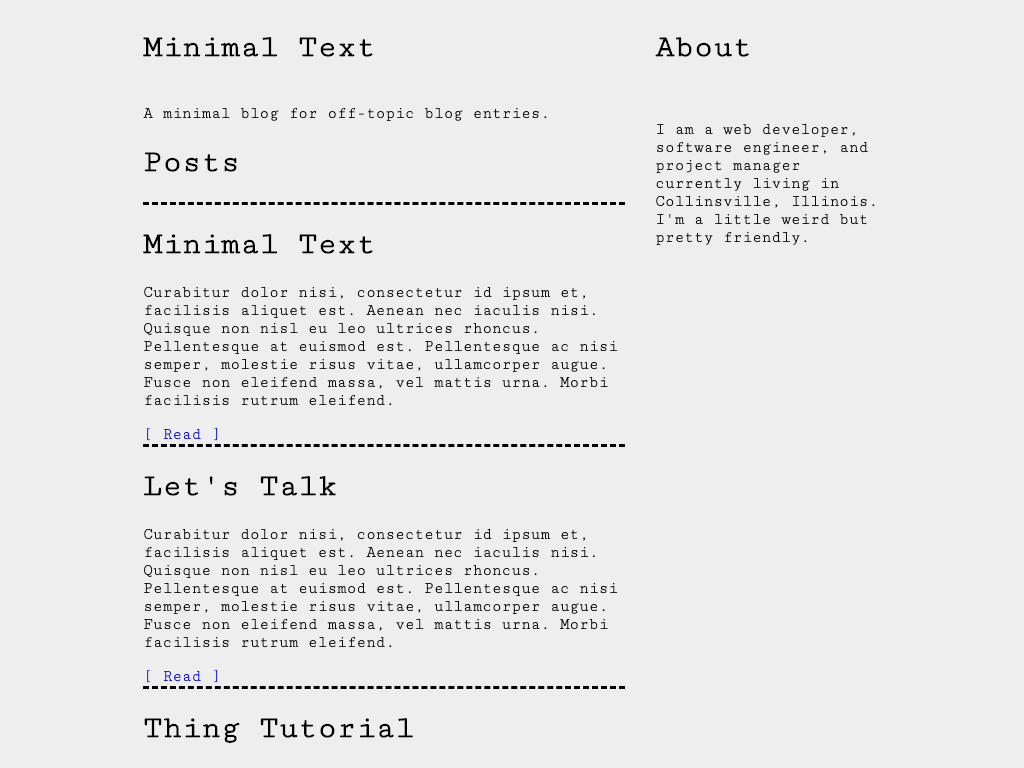 Minimal Text
A minimal blog for off-topic blog entries.
Posts
Minimal Text
Curabitur dolor nisi, consectetur id ipsum et,
facilisis aliquet est. Aenean nec iaculis nisi.
Quisque non nisl eu leo ultrices rhoncus.
Pellentesque at euismod est. Pellentesque ac nisi
semper, molestie risus vitae, ullamcorper augue.
Fusce non eleifend massa, vel mattis urna. Morbi
facilisis rutrum eleifend.
[ Read ]
Let's Talk
Curabitur dolor nisi, consectetur id ipsum et,
facilisis aliquet est. Aenean nec iaculis nisi.
Quisque non nisl eu leo ultrices rhoncus.
Pellentesque at euismod est. Pellentesque ac nisi
semper, molestie risus vitae, ullamcorper augue.
Fusce non eleifend massa, vel mattis urna. Morbi
facilisis rutrum eleifend.
[ Read ]
Thing Tutorial
About
I am a web developer,
software engineer, and
project manager
currently living in
Collinsville, Illinois.
I'm a little weird but
pretty friendly.